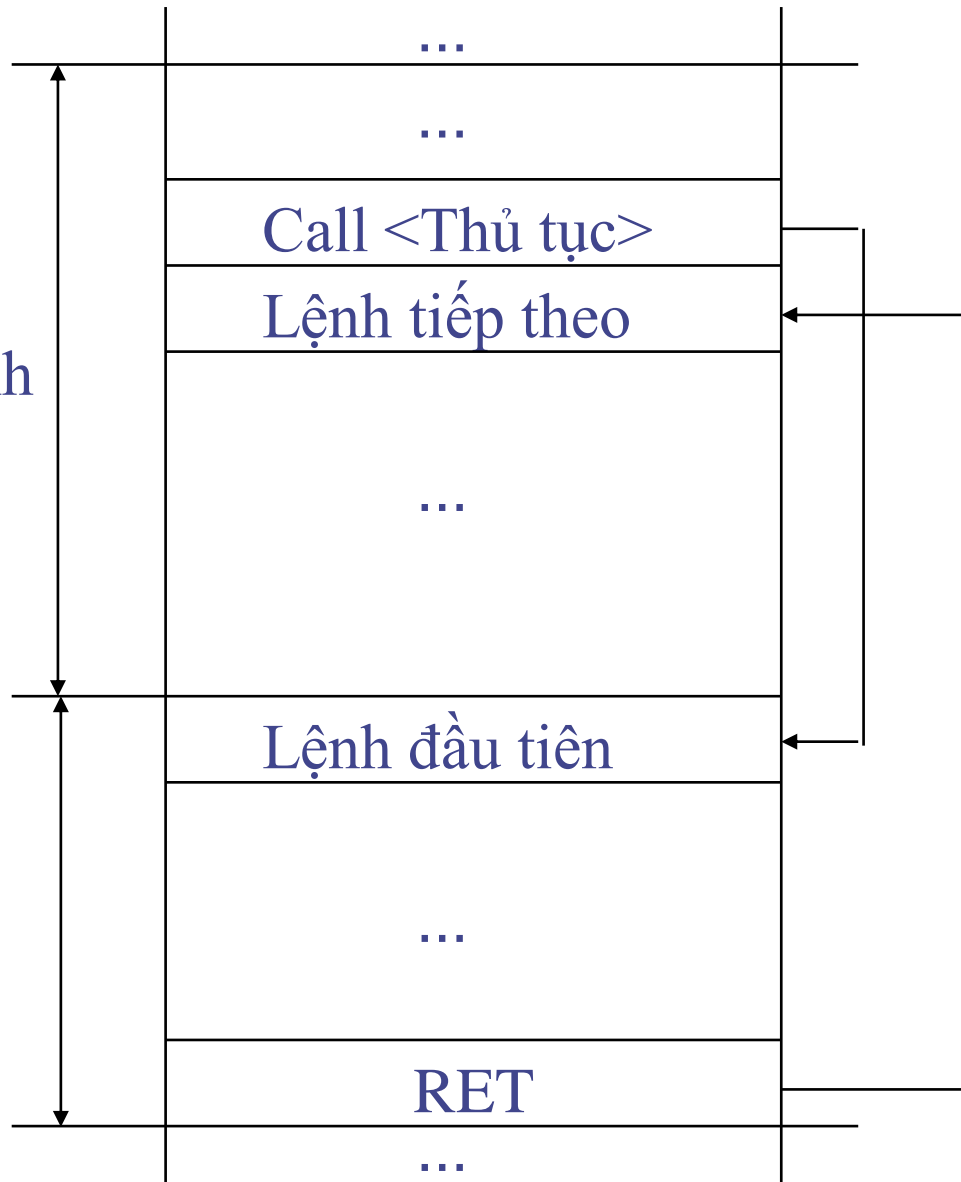 ...
...
Call <Thủ tục>
Lệnh tiếp theo
...
Lệnh đầu tiên
...
RET
...